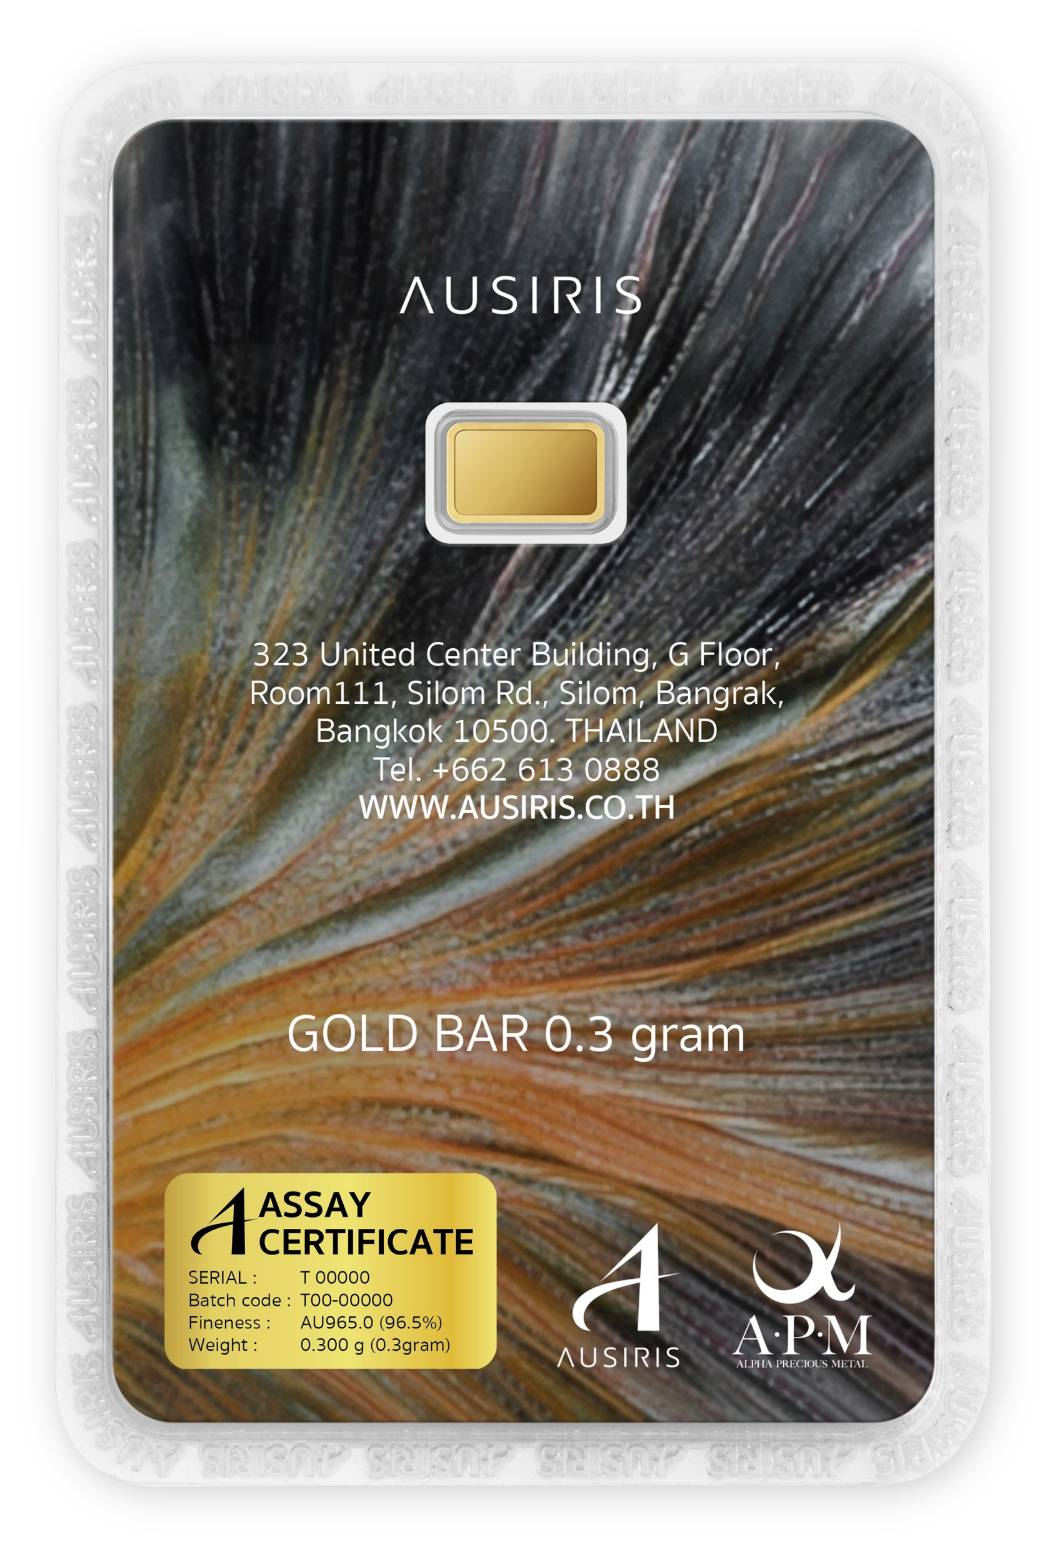 AUSIRIS
323 United Center Building, G Floor,
Room111, Silom Rd., Silom, Bangrak,
Bangkok 10500. THAILAND
Tel. +662 613 0888
WWW.AUSIRIS.CO.TH
GOLD BAR 0.3 gram
ASSAY
CERTIFICATE
SERIAL : T 00000
Batch code : T00-00000
Fineness : AU965.0 (96.5%)
Weight : 0.300 g (0.3gram)
AUSIRIS
A·P·M
ALPHA PRECIOUS METAL